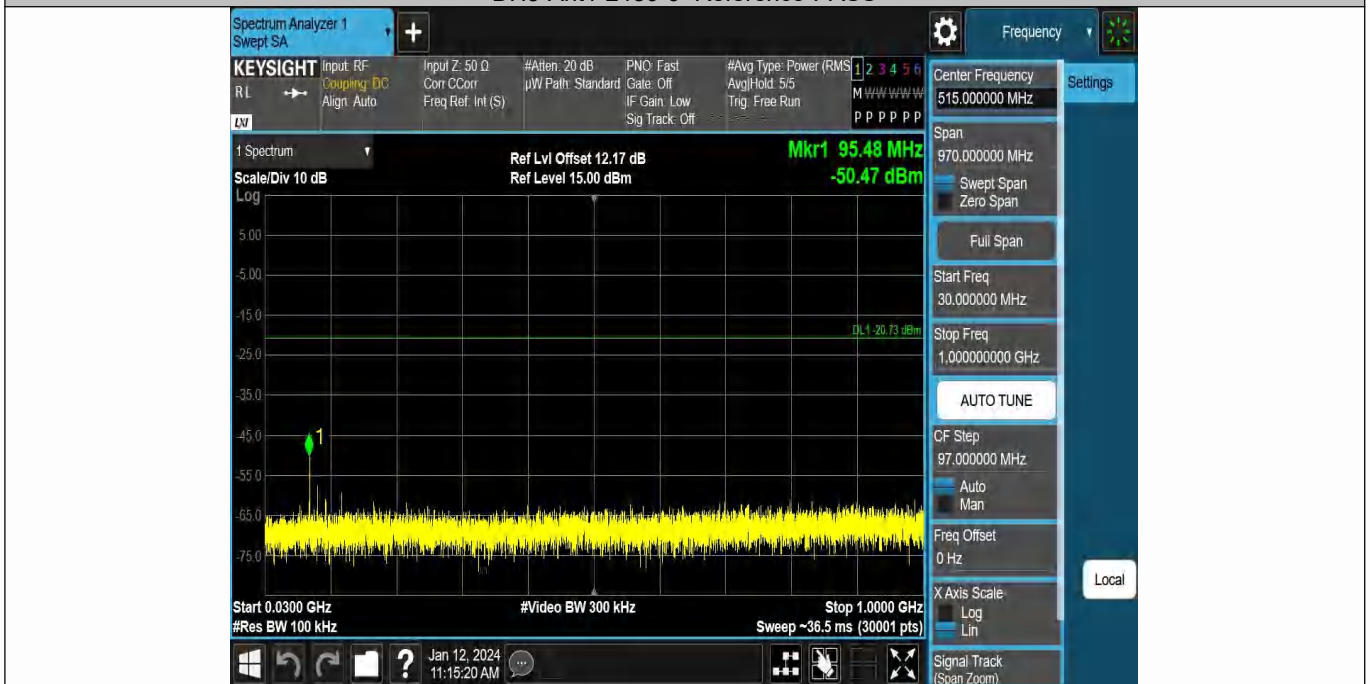 Spectrum Analyzer 1
Swept SA
+
Frequency
KEYSIGHT
RL
LXI
Input: RF
Coupling: DC
Align: Auto
Input Z: 50 Ω
Corr CCorr
Freq Ref: Int (S)
#Atten: 20 dB
µW Path: Standard
PNO: Fast
Gate: Off
IF Gain: Low
Sig Track: Off
#Avg Type: Power (RMS
Avg|Hold: 5/5
Trig: Free Run
1 2 3 4 5 6
M W W W W W
P P P P P P
1 Spectrum
Scale/Div 10 dB
Ref Lvl Offset 12.17 dB
Ref Level 15.00 dBm
Mkr1 95.48 MHz
-50.47 dBm
Log
5.00
-5.00
-15.0
DL1 -20.73 dBm
-25.0
-35.0
-45.0
1
-55.0
-65.0
-75.0
Start 0.0300 GHz
#Res BW 100 kHz
#Video BW 300 kHz
Stop 1.0000 GHz
Sweep ~36.5 ms (30001 pts)
Center Frequency
515.000000 MHz
Settings
Span
970.000000 MHz
Swept Span
Zero Span
Full Span
Start Freq
30.000000 MHz
Stop Freq
1.000000000 GHz
AUTO TUNE
CF Step
97.000000 MHz
Auto
Man
Freq Offset
0 Hz
X Axis Scale
Log
Lin
Local
Signal Track
(Span Zoom)
?
Jan 12, 2024
11:15:20 AM